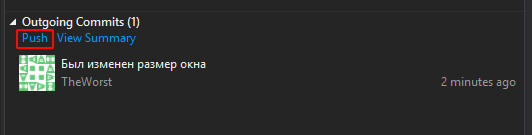 Outgoing Commits (1)
Push View Summary
Был изменен размер окна
TheWorst 2 minutes ago